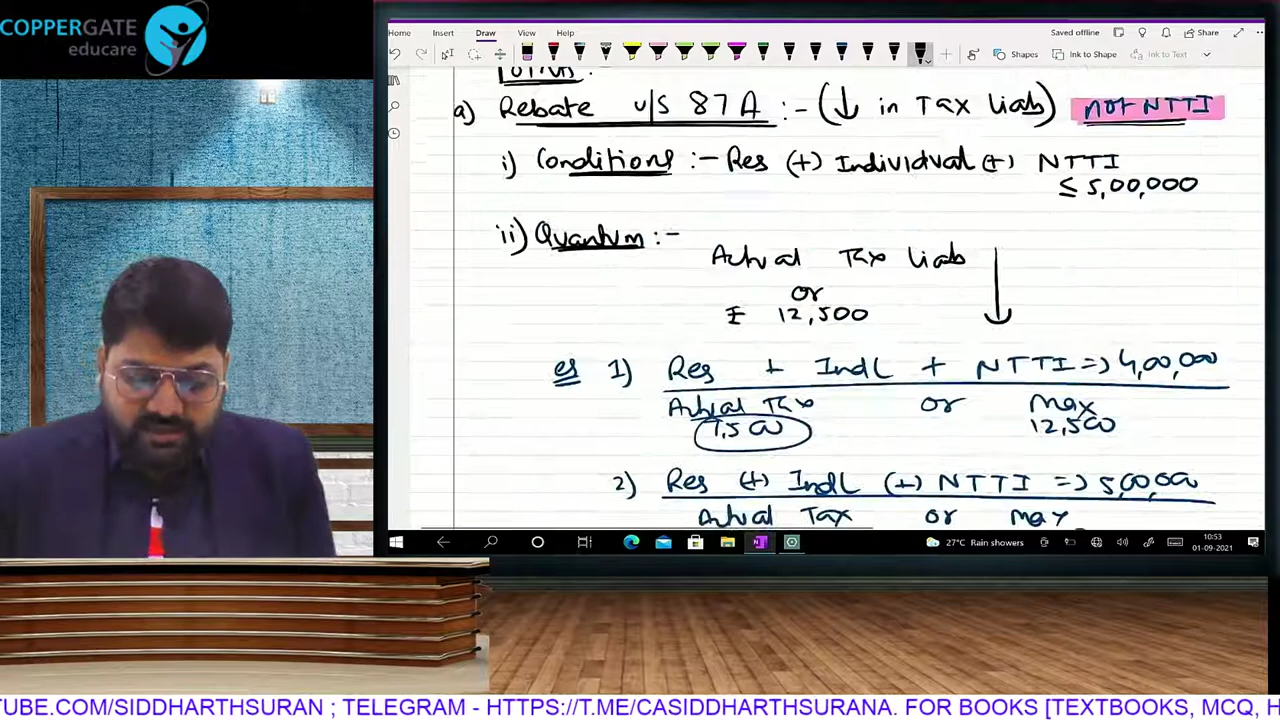 COPPERGATE
educare
Home Insert Draw View Help
Saved offline
Share
Shapes
Ink to Shape
Ink to Text
a) Rebate u/s 87A :- (↓ in Tax Liab) not NTTI
i) Conditions :- Res (+) Individual (+) NTTI
≤ 5,00,000
ii) Quantum :-
Actual Tax Liab
or
₹ 12,500
eg 1) Res + Indl + NTTI => 4,00,000
Actual Tax or Max
7,500 12,500
2) Res (+) Indl (+) NTTI => 5,00,000
Actual Tax or Max
27°C Rain showers
10:53
01-09-2021
TUBE.COM/SIDDHARTHSURAN ; TELEGRAM - HTTPS://T.ME/CASIDDHARTHSURANA. FOR BOOKS [TEXTBOOKS, MCQ, H